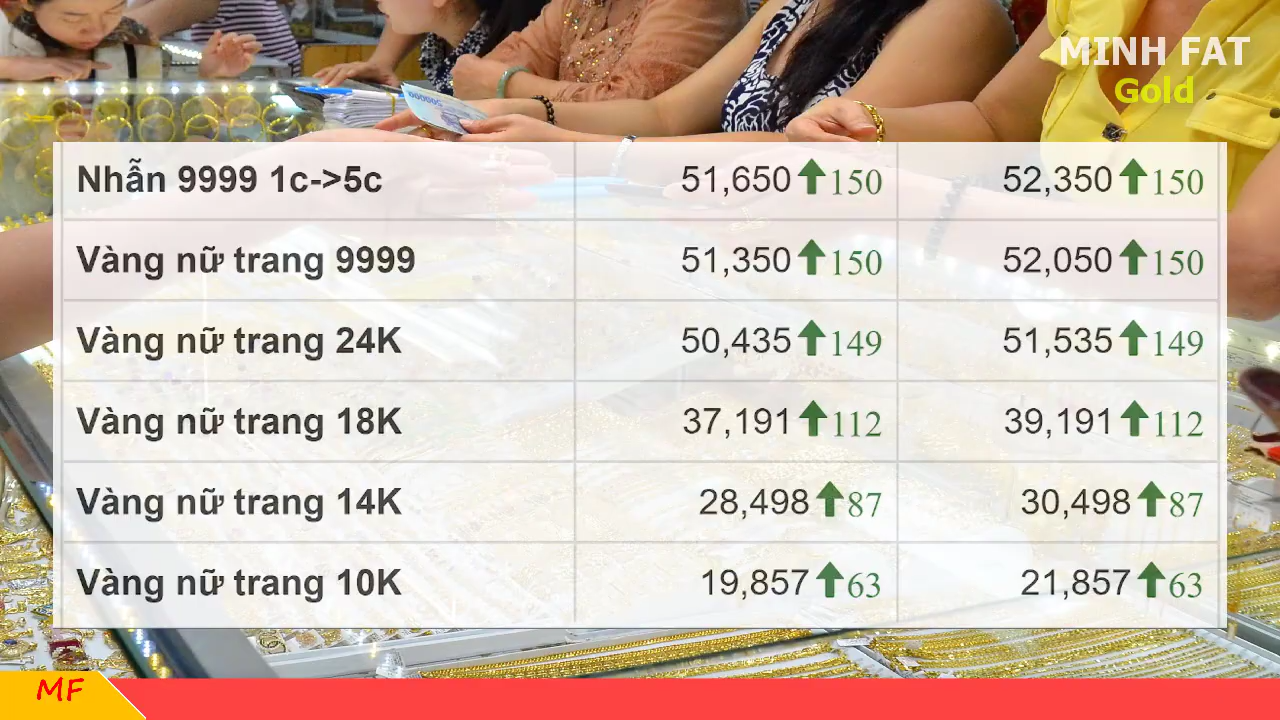 MINH FAT
Gold
500000
Nhẫn 9999 1c->5c 51,650 150 52,350 150
Vàng nữ trang 9999 51,350 150 52,050 150
Vàng nữ trang 24K 50,435 149 51,535 149
Vàng nữ trang 18K 37,191 112 39,191 112
Vàng nữ trang 14K 28,498 87 30,498 87
Vàng nữ trang 10K 19,857 63 21,857 63
MF